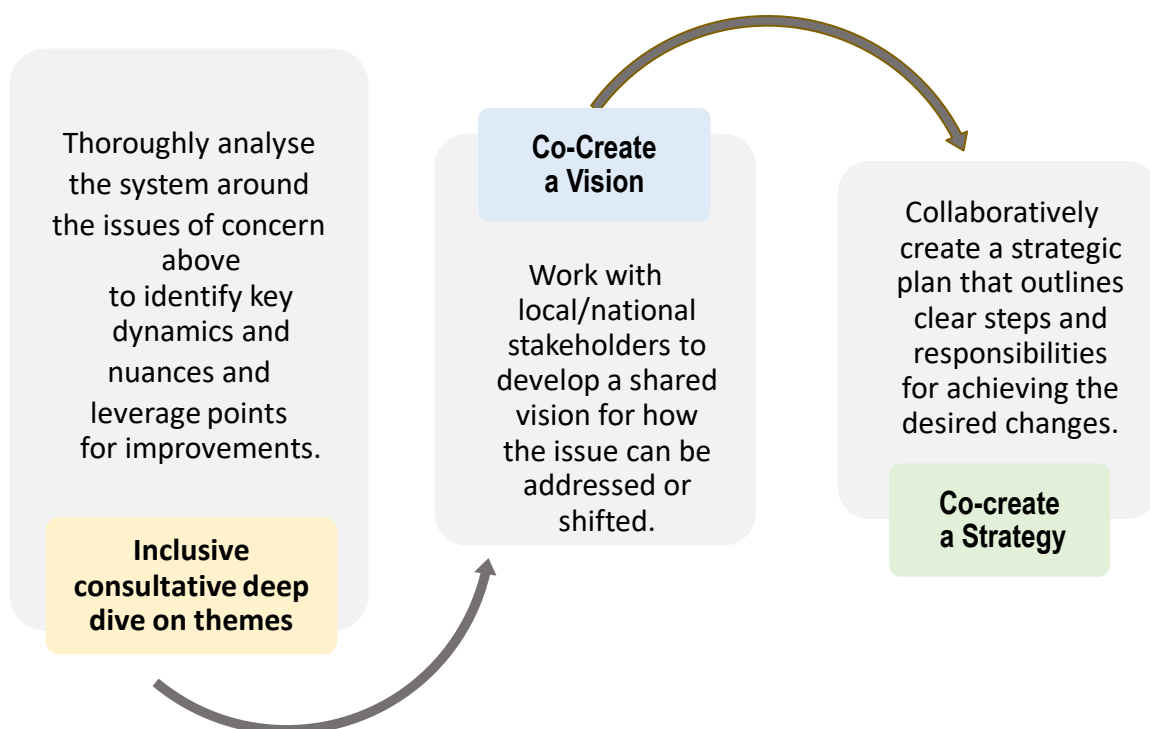 Thoroughly analyse
the system around
the issues of concern
above
to identify key
dynamics and
nuances and
leverage points
for improvements.
Inclusive
consultative deep
dive on themes
Co-Create
a Vision
Work with
local/national
stakeholders to
develop a shared
vision for how
the issue can be
addressed or
shifted.
Collaboratively
create a strategic
plan that outlines
clear steps and
responsibilities
for achieving the
desired changes.
Co-create
a Strategy